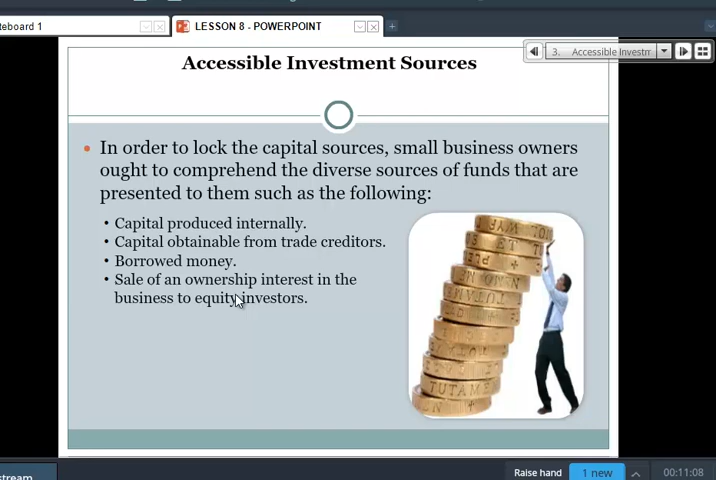 teboard 1
LESSON 8 - POWERPOINT
3. Accessible Investm
Accessible Investment Sources
In order to lock the capital sources, small business owners
ought to comprehend the diverse sources of funds that are
presented to them such as the following:
Capital produced internally.
Capital obtainable from trade creditors.
Borrowed money.
Sale of an ownership interest in the
business to equity investors.
TUTAME
stream
Raise hand
1 new
00:11:08